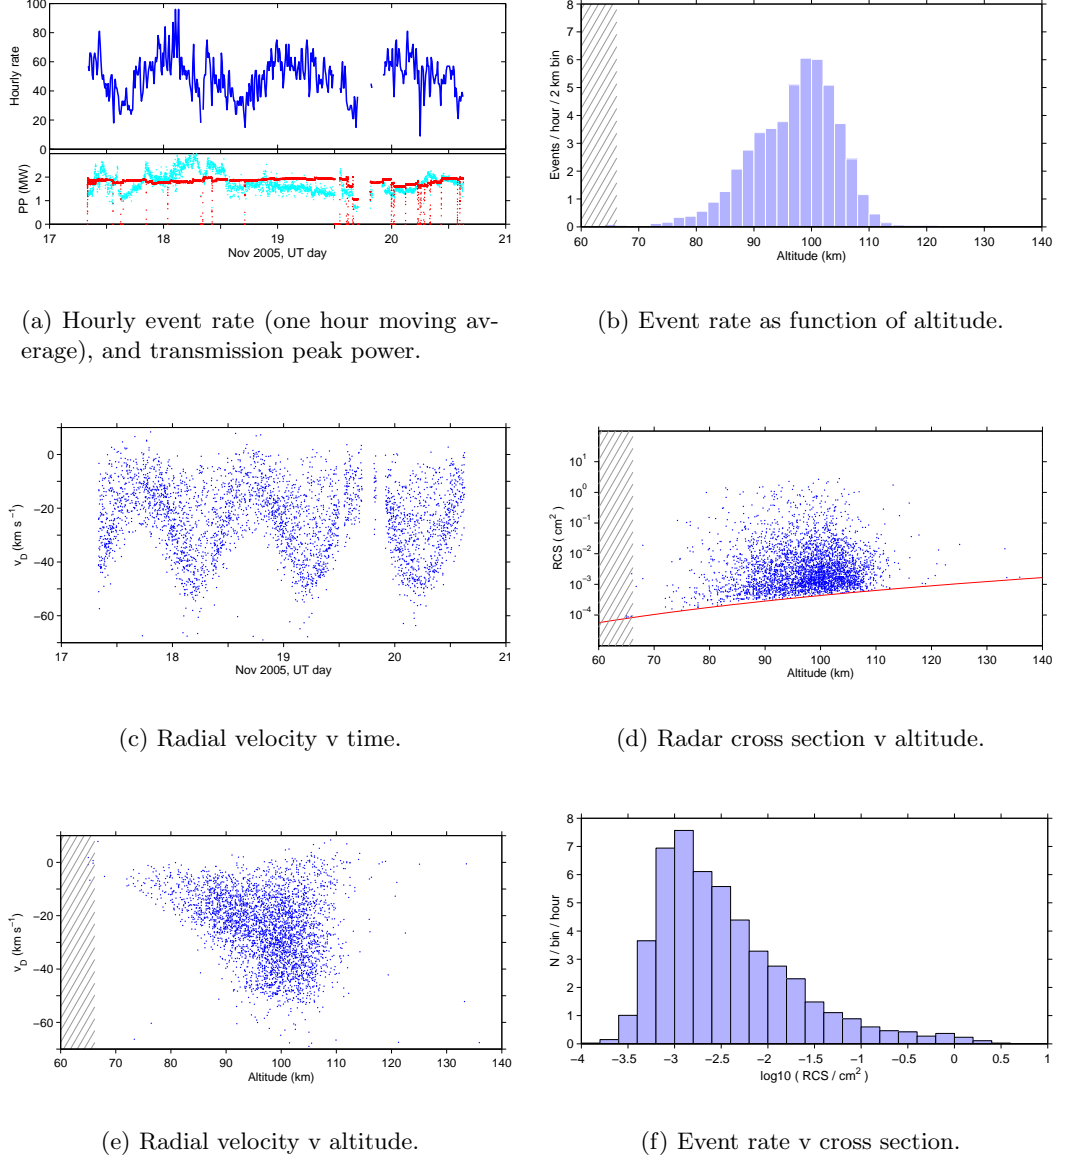 100
80
60
40
20
0
Hourly rate
2
1
0
PP (MW)
17 18 19 20 21
Nov 2005, UT day
(a) Hourly event rate (one hour moving av-
erage), and transmission peak power.
8
7
6
5
4
3
2
1
0
Events / hour / 2 km bin
60 70 80 90 100 110 120 130 140
Altitude (km)
(b) Event rate as function of altitude.
0
−20
−40
−60
v_D (km s⁻¹)
17 18 19 20 21
Nov 2005, UT day
(c) Radial velocity v time.
10¹
10⁰
10⁻¹
10⁻²
10⁻³
10⁻⁴
RCS ( cm²)
60 70 80 90 100 110 120 130 140
Altitude (km)
(d) Radar cross section v altitude.
0
−20
−40
−60
v_D (km s⁻¹)
60 70 80 90 100 110 120 130 140
Altitude (km)
(e) Radial velocity v altitude.
8
7
6
5
4
3
2
1
0
N / bin / hour
−4 −3.5 −3 −2.5 −2 −1.5 −1 −0.5 0 0.5 1
log10 ( RCS / cm²)
(f) Event rate v cross section.